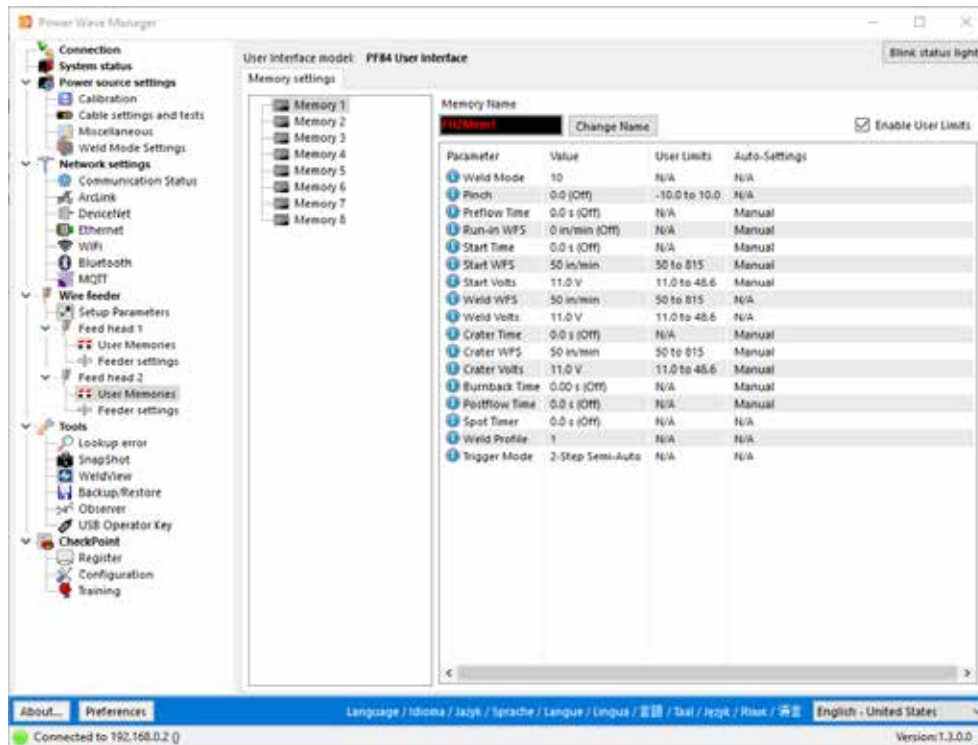 Power Wave Manager
Connection
System status
Power source settings
Calibration
Cable settings and tests
Miscellaneous
Weld Mode Settings
Network settings
Communication Status
ArcLink
DeviceNet
Ethernet
WiFi
Bluetooth
MQTT
Wire feeder
Setup Parameters
Feed head 1
User Memories
Feeder settings
Feed head 2
User Memories
Feeder settings
Tools
Lookup error
SnapShot
WeldView
Backup/Restore
Observer
USB Operator Key
CheckPoint
Register
Configuration
Training
User Interface model: PF84 User Interface
Blink status light
Memory settings
Memory 1
Memory 2
Memory 3
Memory 4
Memory 5
Memory 6
Memory 7
Memory 8
Memory Name
FH2Mem1 Change Name Enable User Limits
Parameter Value User Limits Auto-Settings
Weld Mode 10 N/A N/A
Pinch 0.0 (Off) -10.0 to 10.0 N/A
Preflow Time 0.0 s (Off) N/A Manual
Run-in WFS 0 in/min (Off) N/A Manual
Start Time 0.0 s (Off) N/A Manual
Start WFS 50 in/min 50 to 815 Manual
Start Volts 11.0 V 11.0 to 48.6 Manual
Weld WFS 50 in/min 50 to 815 N/A
Weld Volts 11.0 V 11.0 to 48.6 N/A
Crater Time 0.0 s (Off) N/A Manual
Crater WFS 50 in/min 50 to 815 Manual
Crater Volts 11.0 V 11.0 to 48.6 Manual
Burnback Time 0.00 s (Off) N/A Manual
Postflow Time 0.0 s (Off) N/A Manual
Spot Timer 0.0 s (Off) N/A N/A
Weld Profile 1 N/A N/A
Trigger Mode 2-Step Semi-Auto N/A N/A
About... Preferences Language / Idioma / Jazyk / Sprache / Langue / Lingua / 言語 / Taal / Język / / 语言 English - United States
Connected to 192.168.0.2 () Version:1.3.0.0